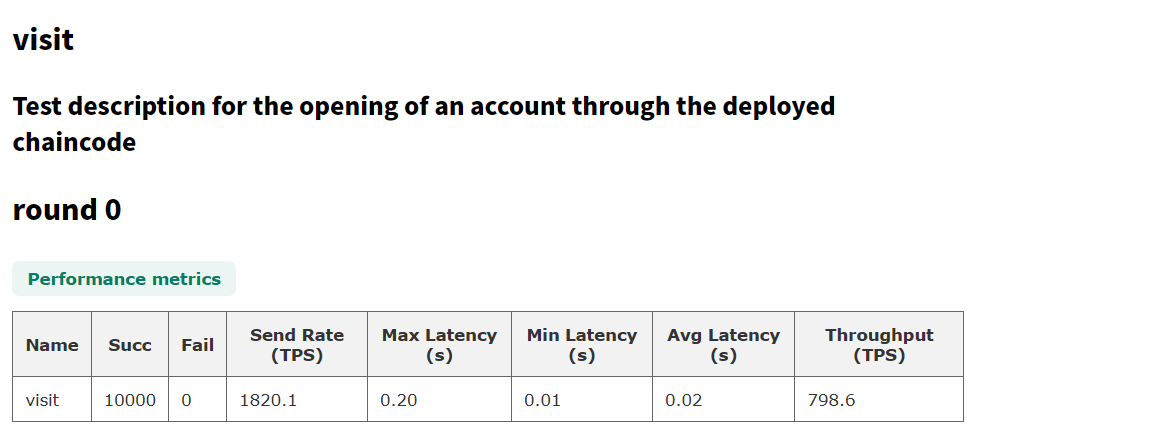 visit
Test description for the opening of an account through the deployed
chaincode
round 0
Performance metrics
Name Succ Fail Send Rate (TPS) Max Latency (s) Min Latency (s) Avg Latency (s) Throughput (TPS)
visit 10000 0 1820.1 0.20 0.01 0.02 798.6